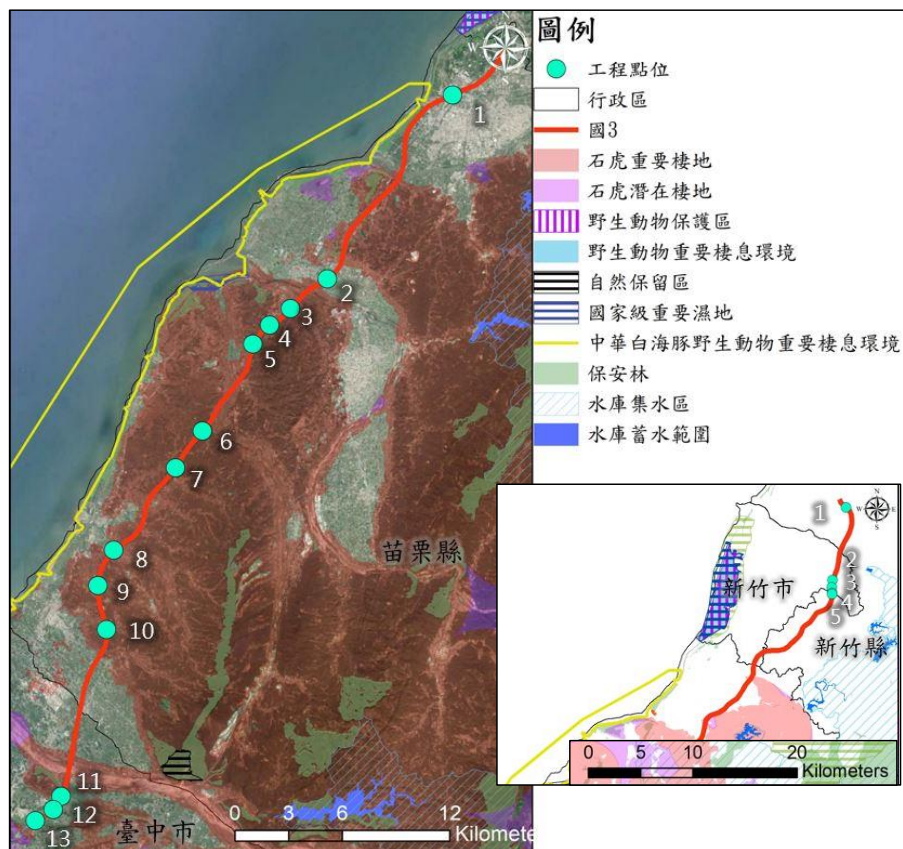 N
W
S
圖例
工程點位
行政區
國3
石虎重要棲地
石虎潛在棲地
野生動物保護區
野生動物重要棲息環境
自然保留區
國家級重要濕地
中華白海豚野生動物重要棲息環境
保安林
水庫集水區
水庫蓄水範圍
1
2
3
4
5
6
7
8
9
10
11
12
13
苗栗縣
臺中市
0 3 6 12
Kilomete
N
W E
S
1
2
3
4
5
新竹市
新竹縣
0 5 10 20
Kilometers